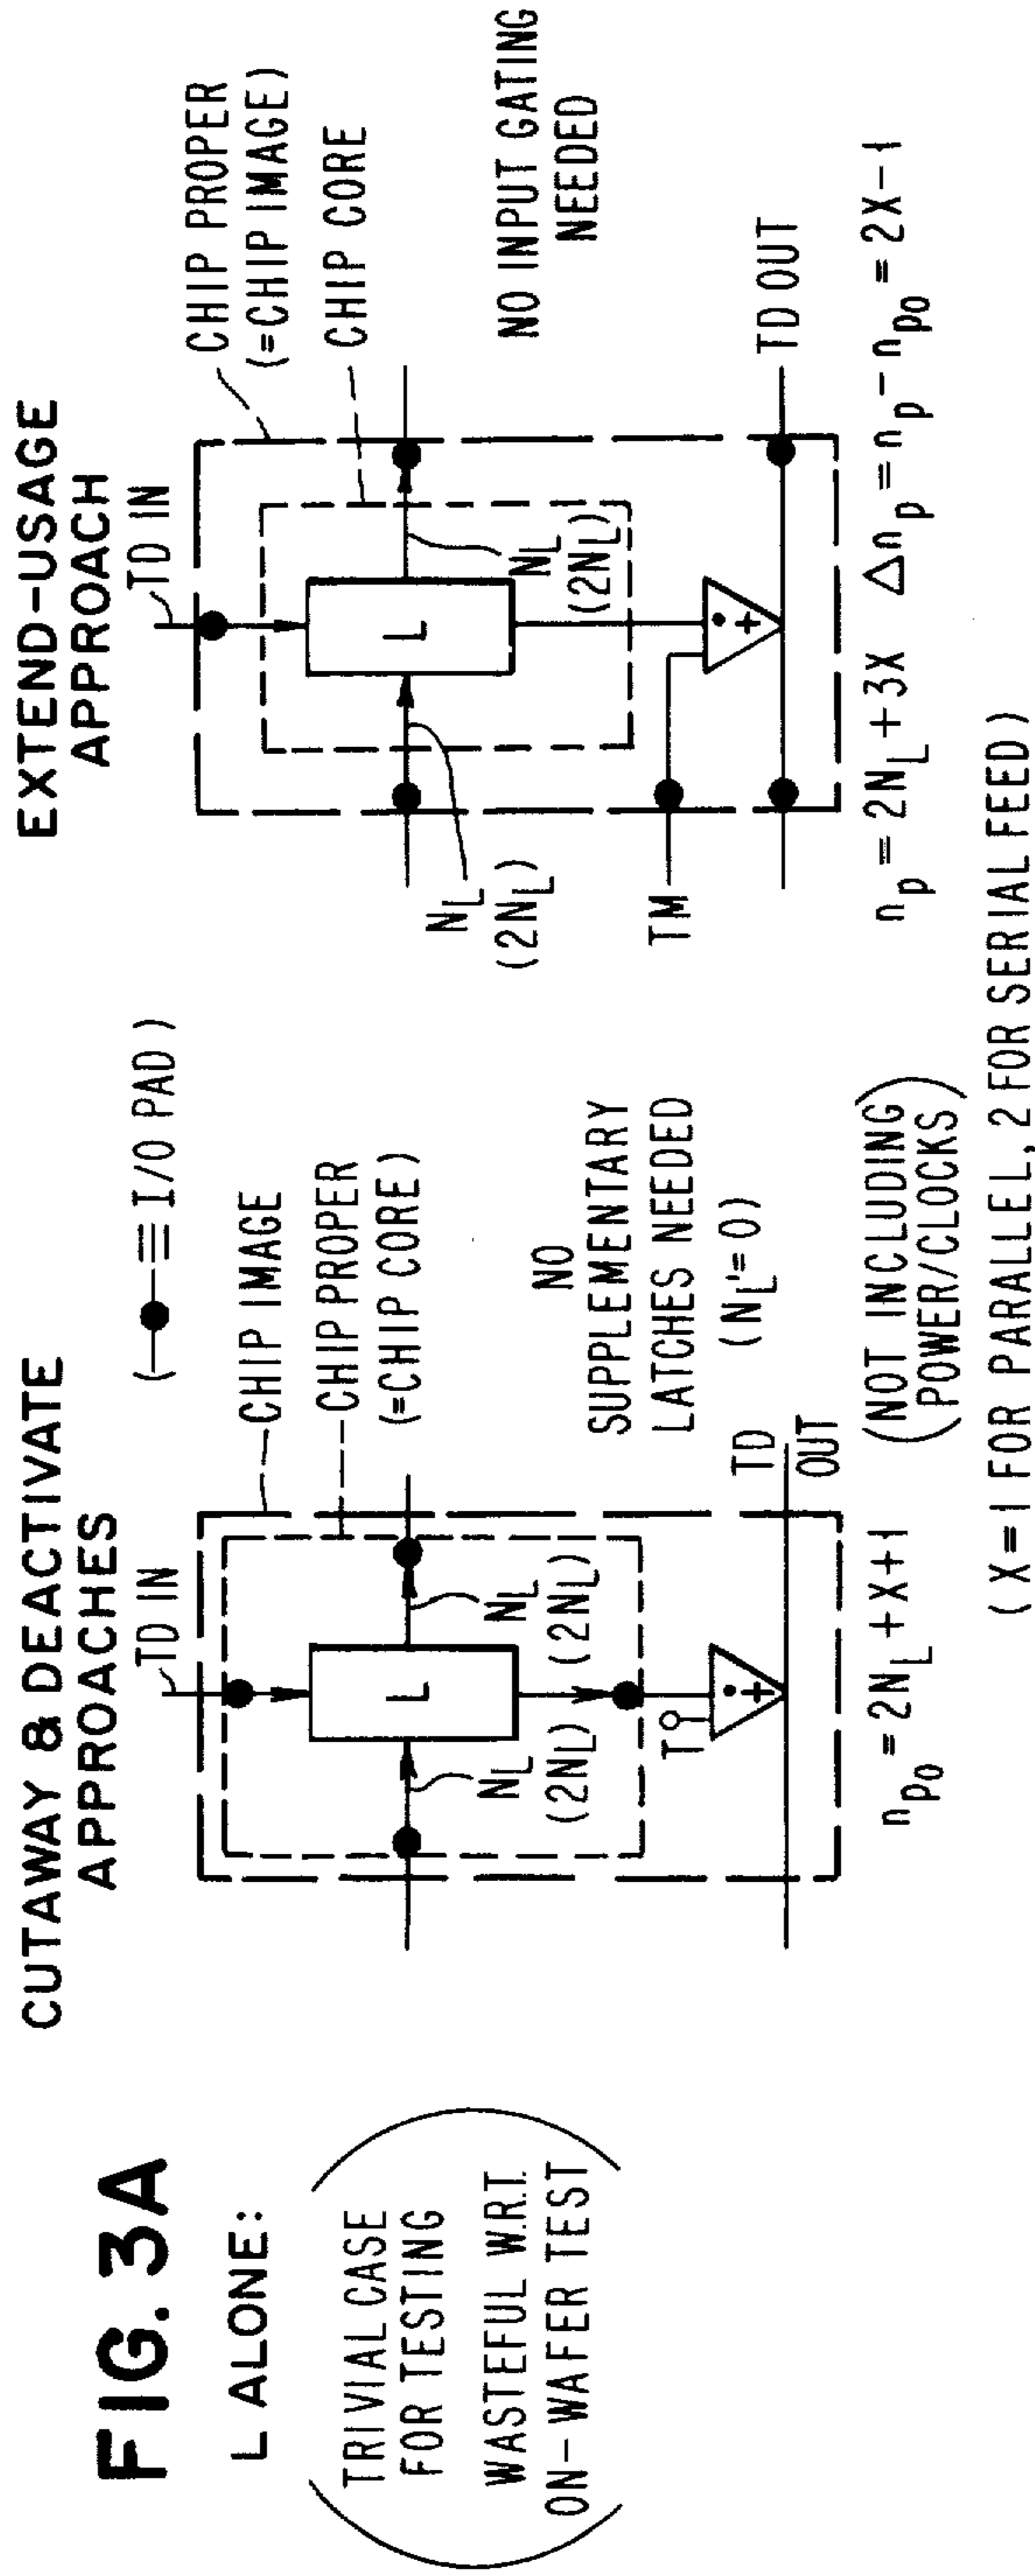 FIG. 3A
L ALONE:
TRIVIAL CASE
FOR TESTING
WASTEFUL W.R.T.
ON-WAFER TEST
CUTAWAY & DEACTIVATE
APPROACHES
(—●—≡I/O PAD)
TD IN
CHIP IMAGE
CHIP PROPER
(=CHIP CORE)
L
N_L
(2N_L)
N_L
(2N_L)
NO
SUPPLEMENTARY
LATCHES NEEDED
(N_L'=0)
T
·+
TD
OUT
n_p0 = 2N_L + X + 1
(NOT INCLUDING
POWER/CLOCKS)
EXTEND-USAGE
APPROACH
TD IN
CHIP PROPER
(=CHIP IMAGE)
CHIP CORE
L
N_L
(2N_L)
N_L
(2N_L)
NO INPUT GATING
NEEDED
TM
·+
TD OUT
n_p = 2N_L + 3X Δn_p = n_p - n_p0 = 2X-1
(X = 1 FOR PARALLEL, 2 FOR SERIAL FEED)